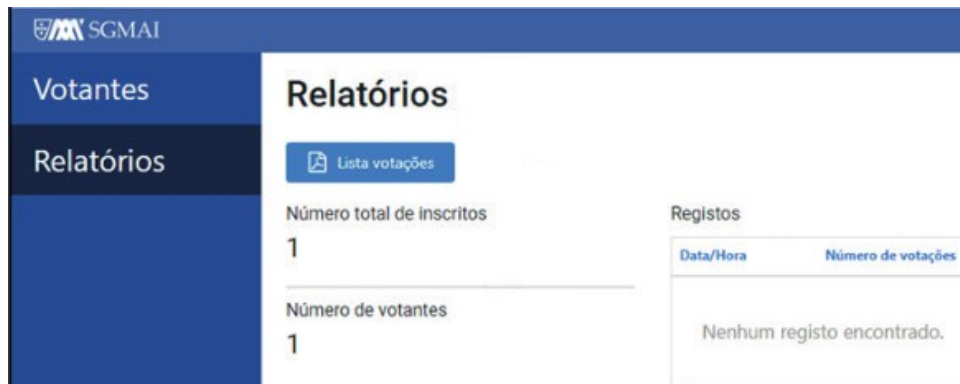 SGMAI
Votantes
Relatórios
Relatórios
Lista votações
Número total de inscritos
1
Número de votantes
1
Registos
Data/Hora Número de votações
Nenhum registo encontrado.